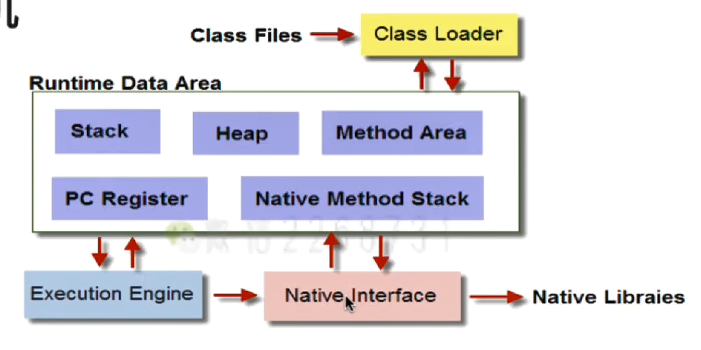 Class Files
Class Loader
Runtime Data Area
Stack
Heap
Method Area
PC Register
Native Method Stack
Execution Engine
Native Interface
Native Libraies